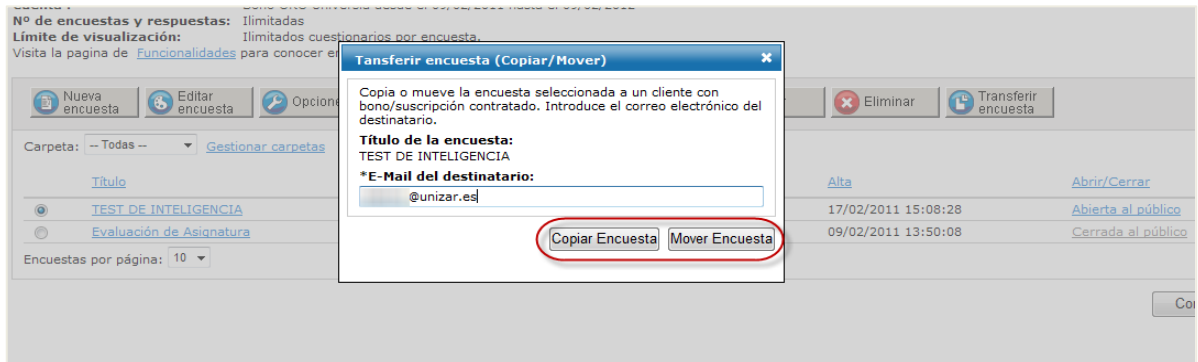 Nº de encuestas y respuestas: Ilimitadas
Límite de visualización: Ilimitados cuestionarios por encuesta.
Visita la pagina de Funcionalidades para conocer
Tansferir encuesta (Copiar/Mover)
Copia o mueve la encuesta seleccionada a un cliente con
bono/suscripción contratado. Introduce el correo electrónico del
destinatario.
Título de la encuesta:
TEST DE INTELIGENCIA
*E-Mail del destinatario:
@unizar.es
Copiar Encuesta Mover Encuesta
Nueva encuesta
Editar encuesta
Opcione
Eliminar
Transferir encuesta
Carpeta: -- Todas -- Gestionar carpetas
Título Alta Abrir/Cerrar
TEST DE INTELIGENCIA 17/02/2011 15:08:28 Abierta al público
Evaluación de Asignatura 09/02/2011 13:50:08 Cerrada al público
Encuestas por página: 10